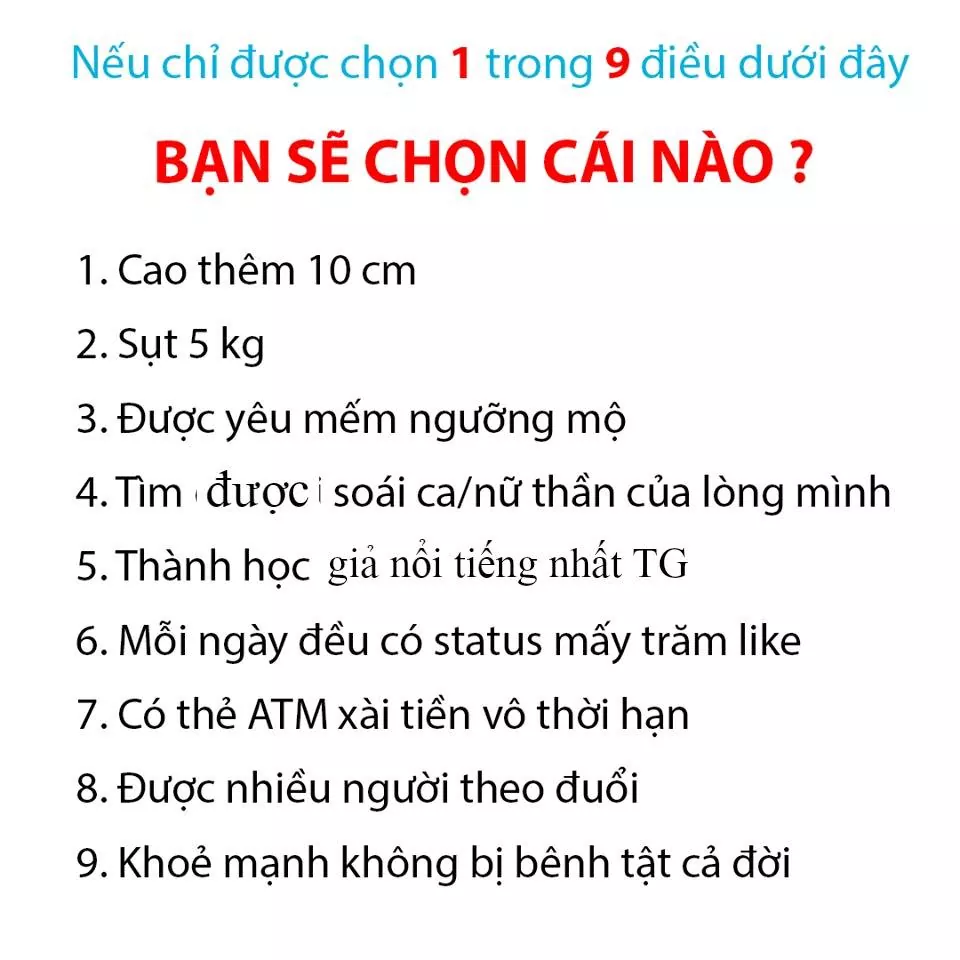 Nếu chỉ được chọn 1 trong 9 điều dưới đây
BẠN SẼ CHỌN CÁI NÀO ?
1. Cao thêm 10 cm
2. Sụt 5 kg
3. Được yêu mếm ngưỡng mộ
4. Tìm được soái ca/nữ thần của lòng mình
5. Thành học giả nổi tiếng nhất TG
6. Mỗi ngày đều có status mấy trăm like
7. Có thẻ ATM xài tiền vô thời hạn
8. Được nhiều người theo đuổi
9. Khoẻ mạnh không bị bênh tật cả đời